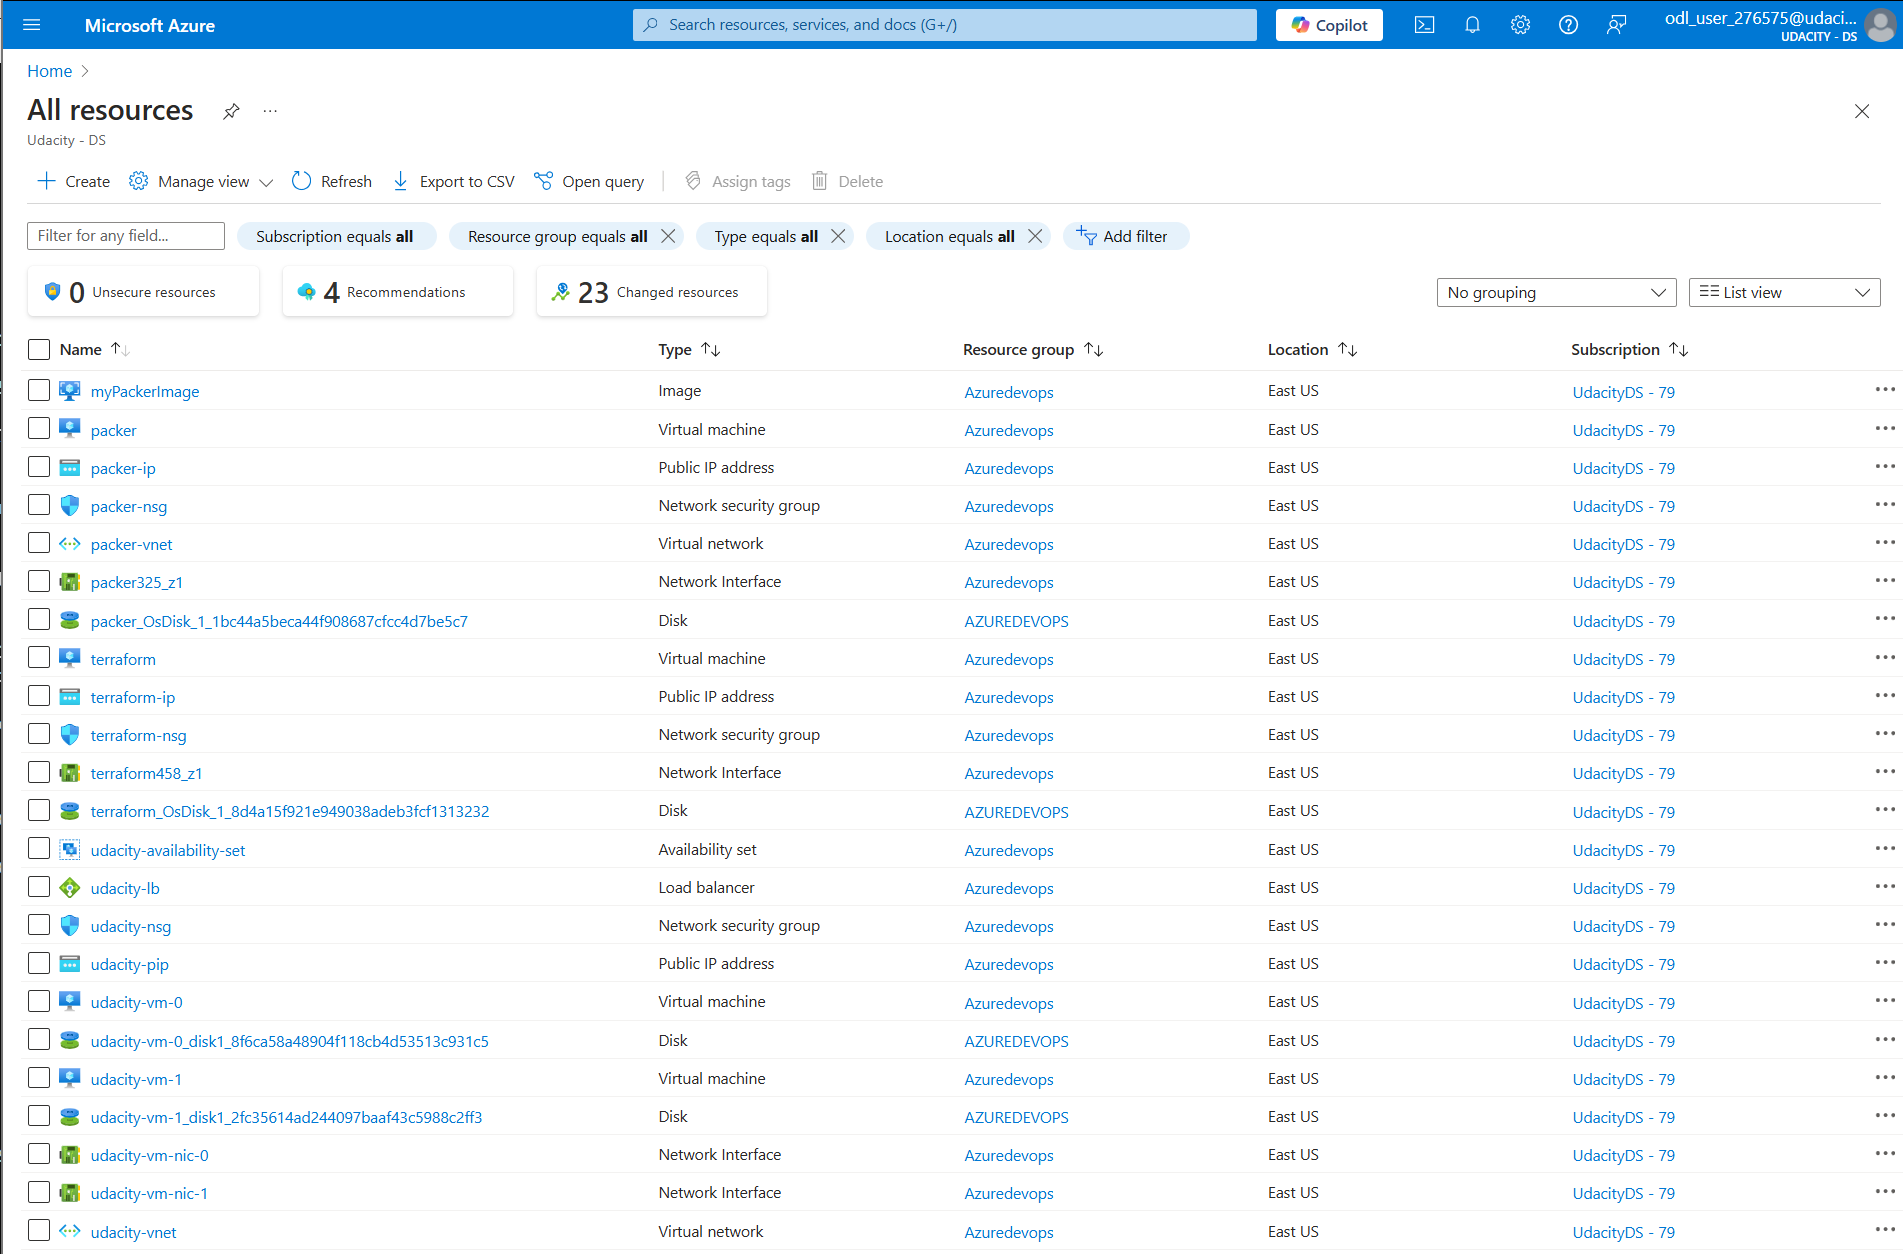 Microsoft Azure
Search resources, services, and docs (G+/)
Copilot
odl_user_276575@udaci...
UDACITY - DS
Home
All resources
Udacity - DS
Create Manage view Refresh Export to CSV Open query Assign tags Delete
Filter for any field... Subscription equals all Resource group equals all Type equals all Location equals all Add filter
0 Unsecure resources 4 Recommendations 23 Changed resources No grouping List view
Name Type Resource group Location Subscription
myPackerImage Image Azuredevops East US UdacityDS - 79
packer Virtual machine Azuredevops East US UdacityDS - 79
packer-ip Public IP address Azuredevops East US UdacityDS - 79
packer-nsg Network security group Azuredevops East US UdacityDS - 79
packer-vnet Virtual network Azuredevops East US UdacityDS - 79
packer325_z1 Network Interface Azuredevops East US UdacityDS - 79
packer_OsDisk_1_1bc44a5beca44f908687cfcc4d7be5c7 Disk AZUREDEVOPS East US UdacityDS - 79
terraform Virtual machine Azuredevops East US UdacityDS - 79
terraform-ip Public IP address Azuredevops East US UdacityDS - 79
terraform-nsg Network security group Azuredevops East US UdacityDS - 79
terraform458_z1 Network Interface Azuredevops East US UdacityDS - 79
terraform_OsDisk_1_8d4a15f921e949038adeb3fcf1313232 Disk AZUREDEVOPS East US UdacityDS - 79
udacity-availability-set Availability set Azuredevops East US UdacityDS - 79
udacity-lb Load balancer Azuredevops East US UdacityDS - 79
udacity-nsg Network security group Azuredevops East US UdacityDS - 79
udacity-pip Public IP address Azuredevops East US UdacityDS - 79
udacity-vm-0 Virtual machine Azuredevops East US UdacityDS - 79
udacity-vm-0_disk1_8f6ca58a48904f118cb4d53513c931c5 Disk AZUREDEVOPS East US UdacityDS - 79
udacity-vm-1 Virtual machine Azuredevops East US UdacityDS - 79
udacity-vm-1_disk1_2fc35614ad244097baaf43c5988c2ff3 Disk AZUREDEVOPS East US UdacityDS - 79
udacity-vm-nic-0 Network Interface Azuredevops East US UdacityDS - 79
udacity-vm-nic-1 Network Interface Azuredevops East US UdacityDS - 79
udacity-vnet Virtual network Azuredevops East US UdacityDS - 79